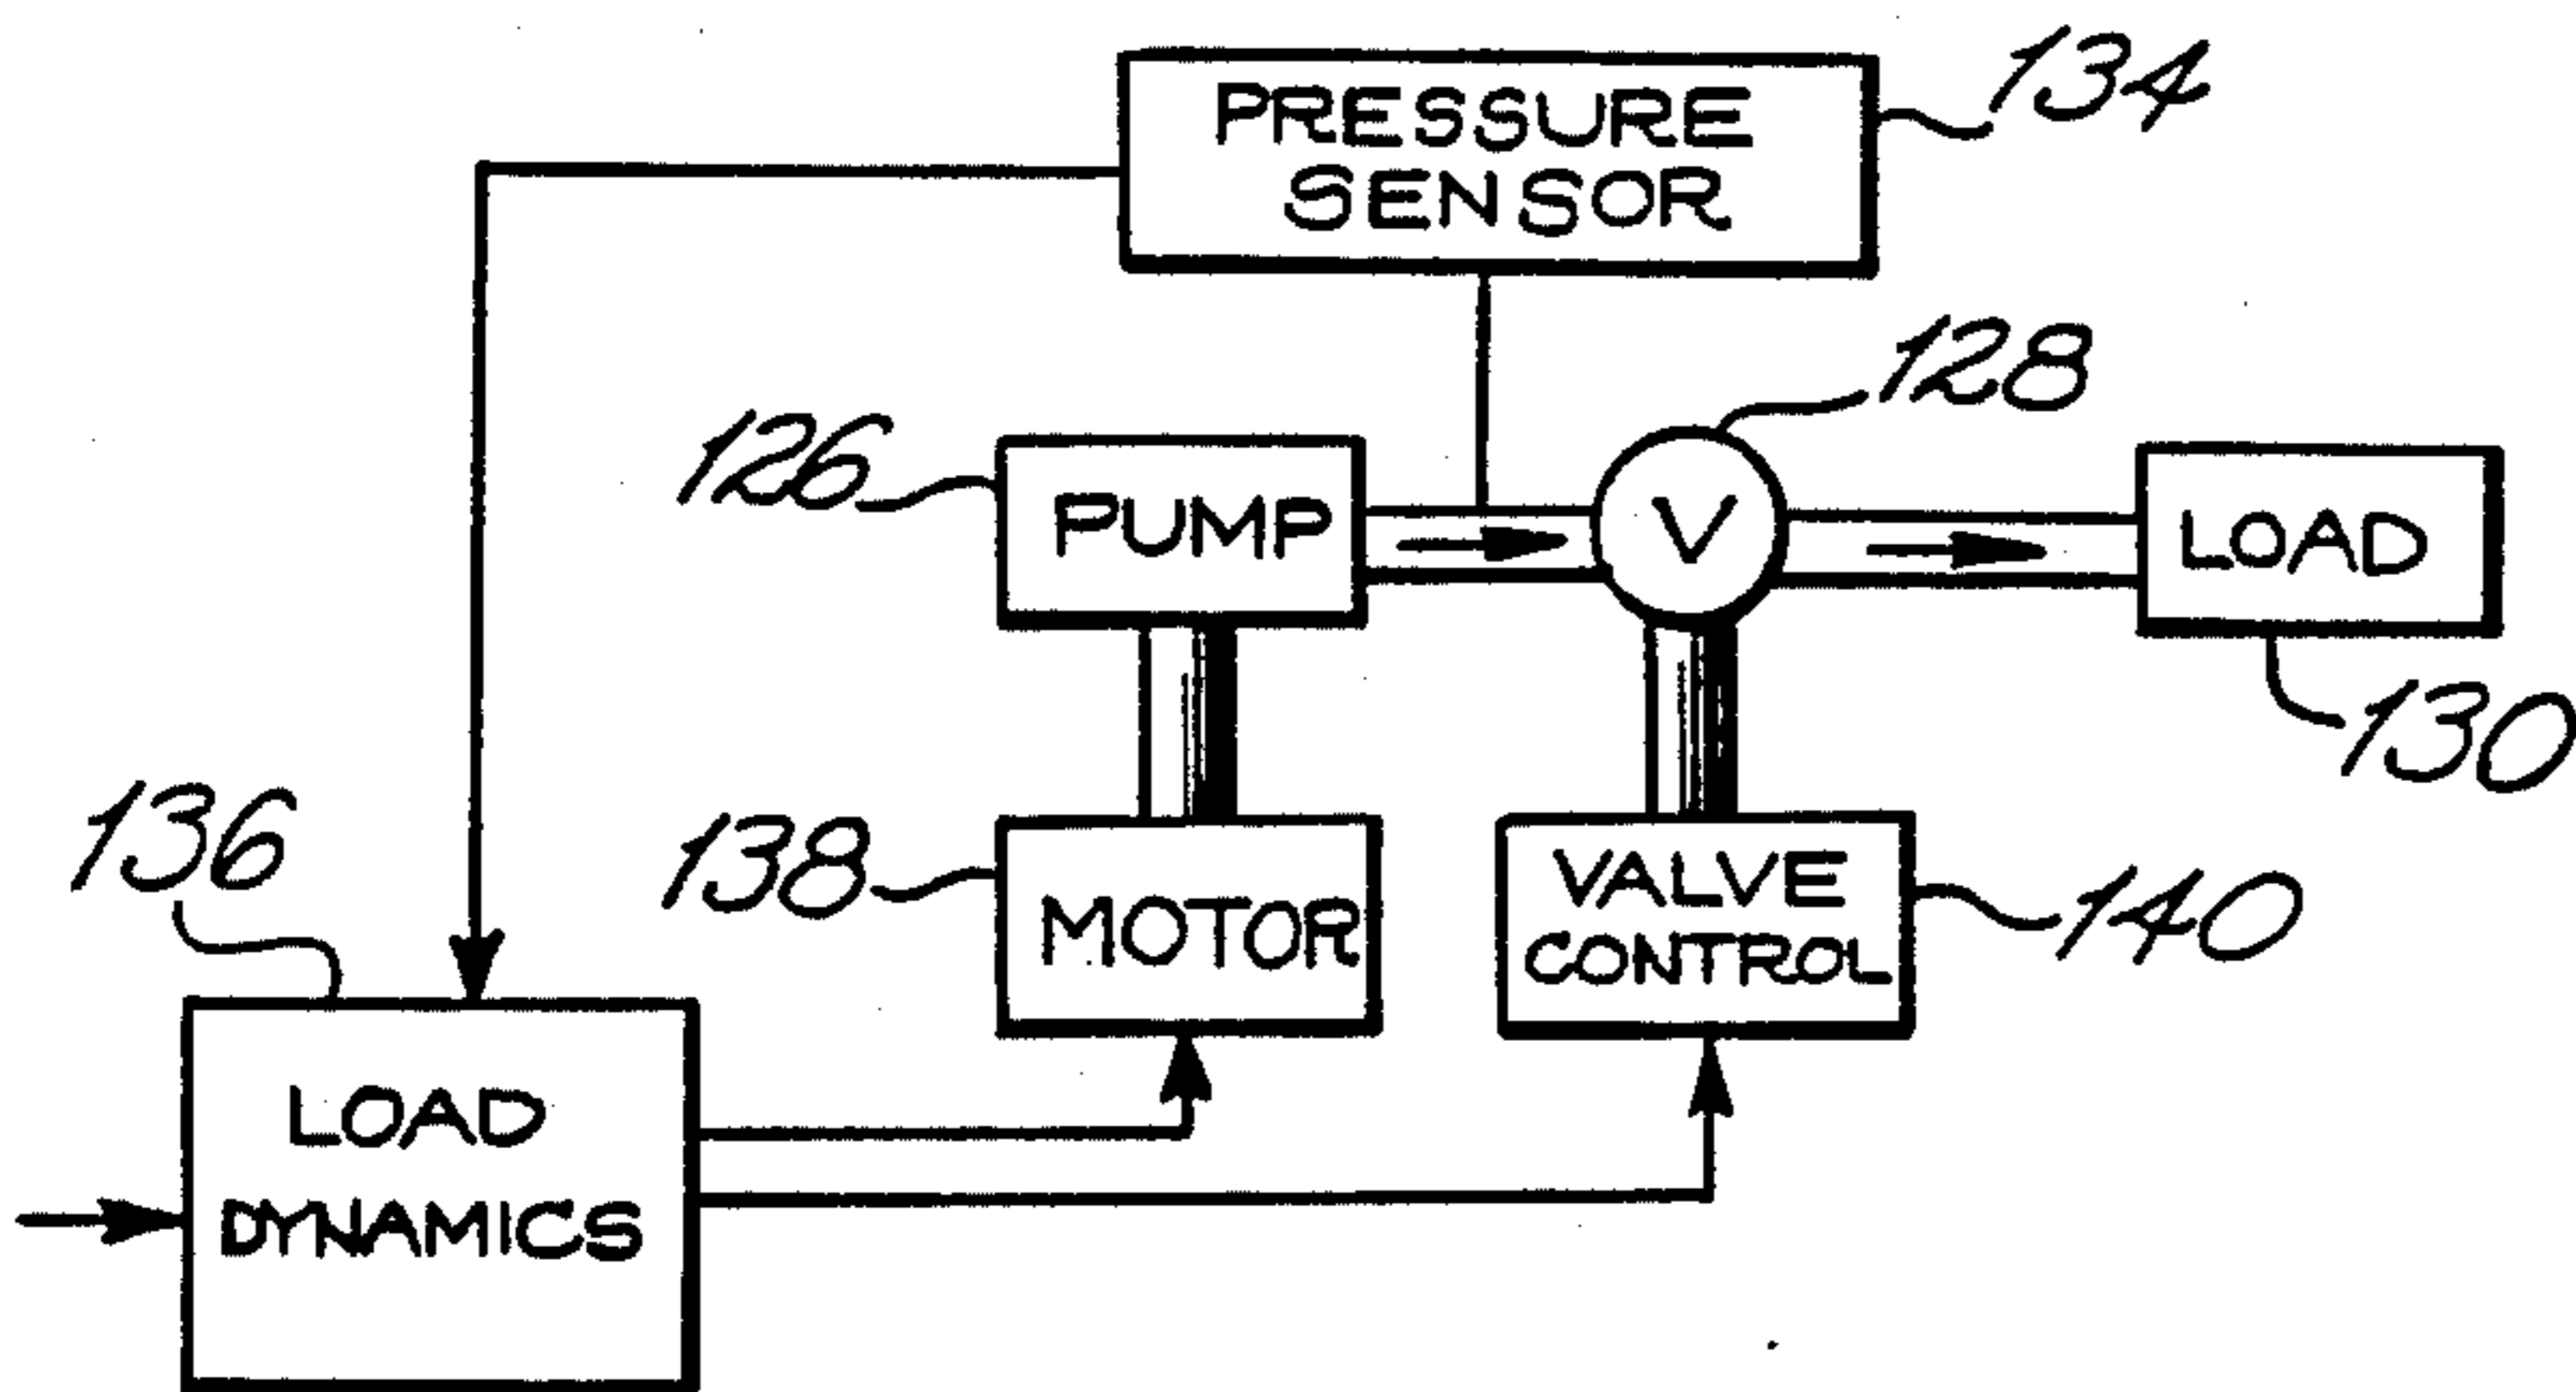 PRESSURE
SENSOR
134
128
126
PUMP
V
LOAD
130
136
138
MOTOR
VALVE
CONTROL
140
LOAD
DYNAMICS